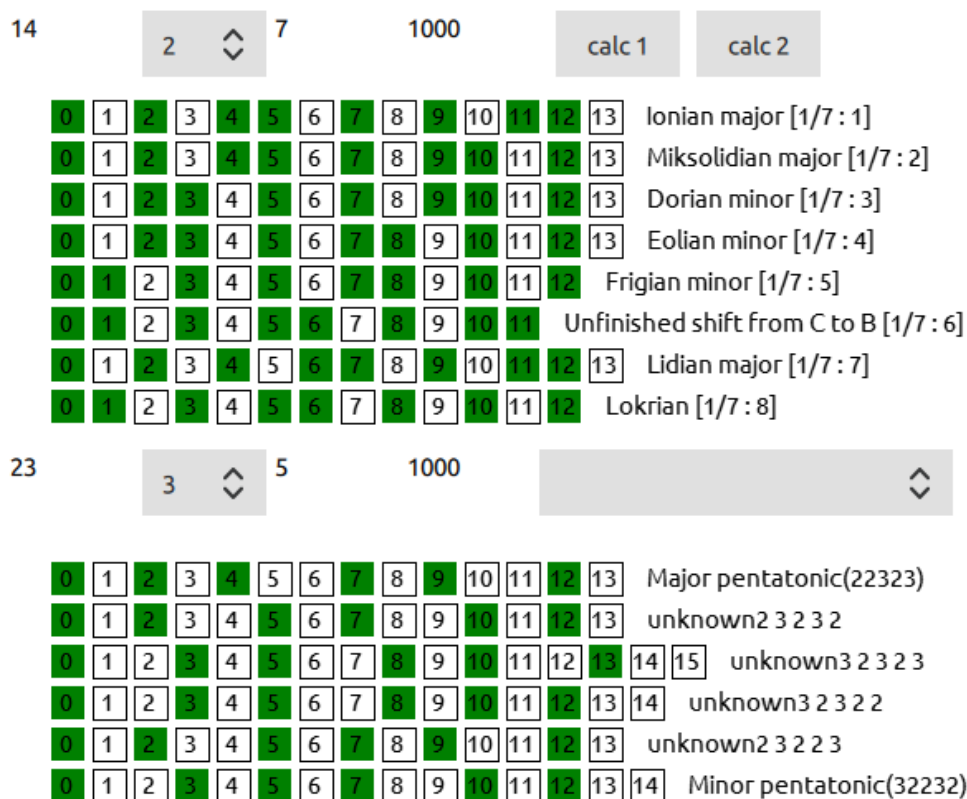 14 2 7 1000 calc 1 calc 2
0 1 2 3 4 5 6 7 8 9 10 11 12 13 Ionian major [1/7 : 1]
0 1 2 3 4 5 6 7 8 9 10 11 12 13 Miksolidian major [1/7 : 2]
0 1 2 3 4 5 6 7 8 9 10 11 12 13 Dorian minor [1/7 : 3]
0 1 2 3 4 5 6 7 8 9 10 11 12 13 Eolian minor [1/7 : 4]
0 1 2 3 4 5 6 7 8 9 10 11 12 Frigian minor [1/7 : 5]
0 1 2 3 4 5 6 7 8 9 10 11 Unfinished shift from C to B [1/7 : 6]
0 1 2 3 4 5 6 7 8 9 10 11 12 13 Lidian major [1/7 : 7]
0 1 2 3 4 5 6 7 8 9 10 11 12 Lokrian [1/7 : 8]
23 3 5 1000
0 1 2 3 4 5 6 7 8 9 10 11 12 13 Major pentatonic(22323)
0 1 2 3 4 5 6 7 8 9 10 11 12 13 unknown2 3 2 3 2
0 1 2 3 4 5 6 7 8 9 10 11 12 13 14 15 unknown3 2 3 2 3
0 1 2 3 4 5 6 7 8 9 10 11 12 13 14 unknown3 2 3 2 2
0 1 2 3 4 5 6 7 8 9 10 11 12 13 unknown2 3 2 2 3
0 1 2 3 4 5 6 7 8 9 10 11 12 13 14 Minor pentatonic(32232)